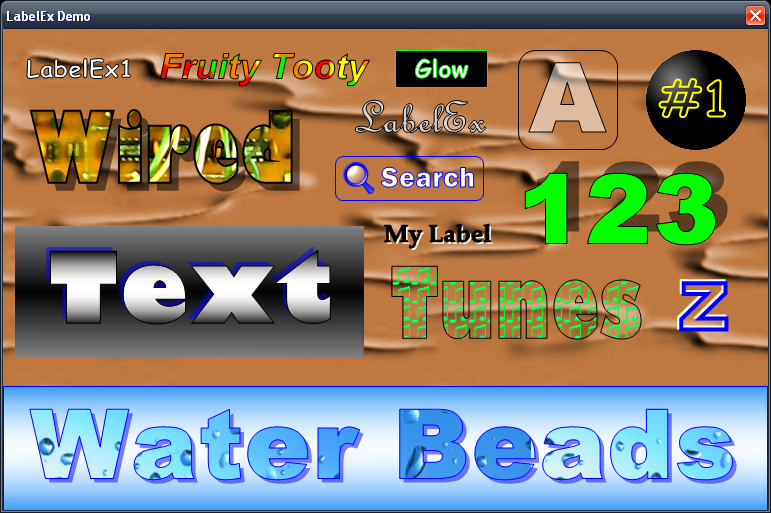 LabelEx Demo
LabelEx1
Fruity Tooty
Glow
A
#1
Wired
LabelEx
Search
123
My Label
Text
Tunes
Z
Water Beads